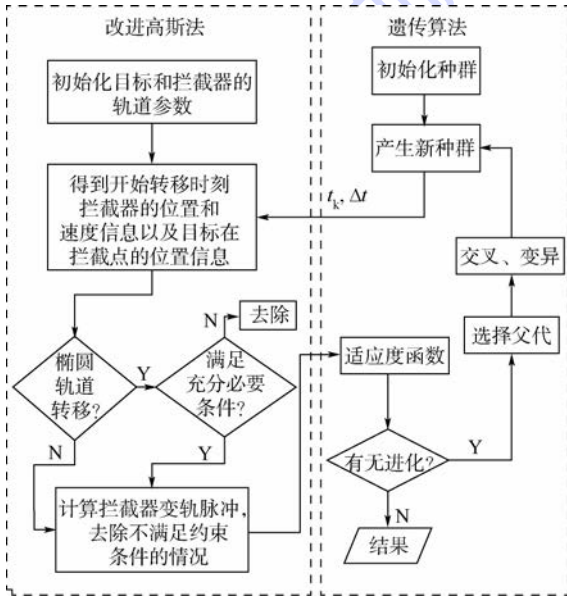 改进高斯法
初始化目标和拦截器的
轨道参数
得到开始转移时刻
拦截器的位置和
速度信息以及目标在
拦截点的位置信息
椭圆
轨道
转移?
Y
N
满足
充分必要
条件?
N
去除
Y
计算拦截器变轨脉冲,
去除不满足约束
条件的情况
遗传算法
初始化种群
产生新种群
tk, Δt
交叉、变异
选择父代
适应度函数
有无进化?
Y
N
结果